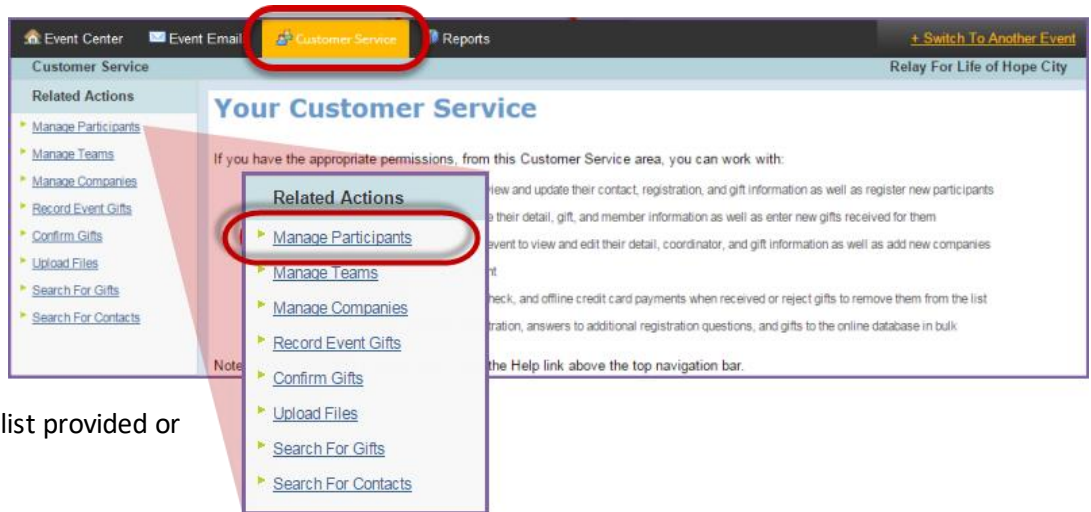 Event Center Event Email Customer Service Reports + Switch To Another Event
Customer Service Relay For Life of Hope City
Related Actions
Manage Participants
Manage Teams
Manage Companies
Record Event Gifts
Confirm Gifts
Upload Files
Search For Gifts
Search For Contacts
Your Customer Service
If you have the appropriate permissions, from this Customer Service area, you can work with:
view and update their contact, registration, and gift information as well as register new participants
their detail, gift, and member information as well as enter new gifts received for them
event to view and edit their detail, coordinator, and gift information as well as add new companies
check, and offline credit card payments when received or reject gifts to remove them from the list
answers to additional registration questions, and gifts to the online database in bulk
Note the Help link above the top navigation bar.
Related Actions
Manage Participants
Manage Teams
Manage Companies
Record Event Gifts
Confirm Gifts
Upload Files
Search For Gifts
Search For Contacts
list provided or